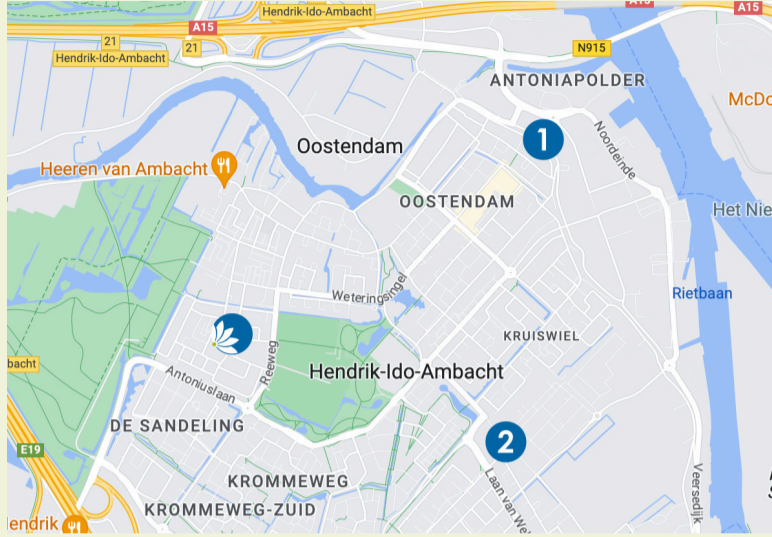 Hendrik-Ido-Ambacht
A15
A15
A15
21
21
Hendrik-Ido-Ambacht
N915
ANTONIAPOLDER
McDo
1
Noordeinde
Oostendam
Heeren van Ambacht
OOSTENDAM
Het Nie
Weteringsingel
Rietbaan
KRUISWIEL
bacht
Reeweg
Antoniuslaan
Hendrik-Ido-Ambacht
DE SANDELING
2
E19
KROMMEWEG
Laan van We
Veersedijk
KROMMEWEG-ZUID
endrik